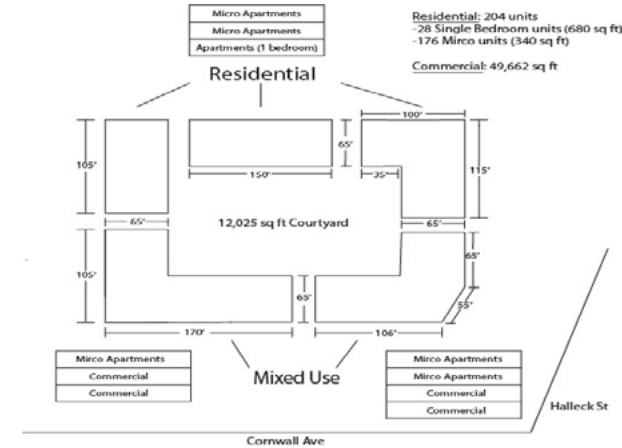 Micro Apartments
Micro Apartments
Apartments (1 bedroom)
Residential: 204 units
-28 Single Bedroom units (680 sq ft)
-176 Mirco units (340 sq ft)
Commercial: 49,662 sq ft
Residential
100'
105'
65'
150'
35'
115'
65'
12,025 sq ft Courtyard
65'
105'
65'
65'
55'
170'
106'
Mirco Apartments
Commercial
Commercial
Mixed Use
Mirco Apartments
Mirco Apartments
Commercial
Commercial
Halleck St
Cornwall Ave